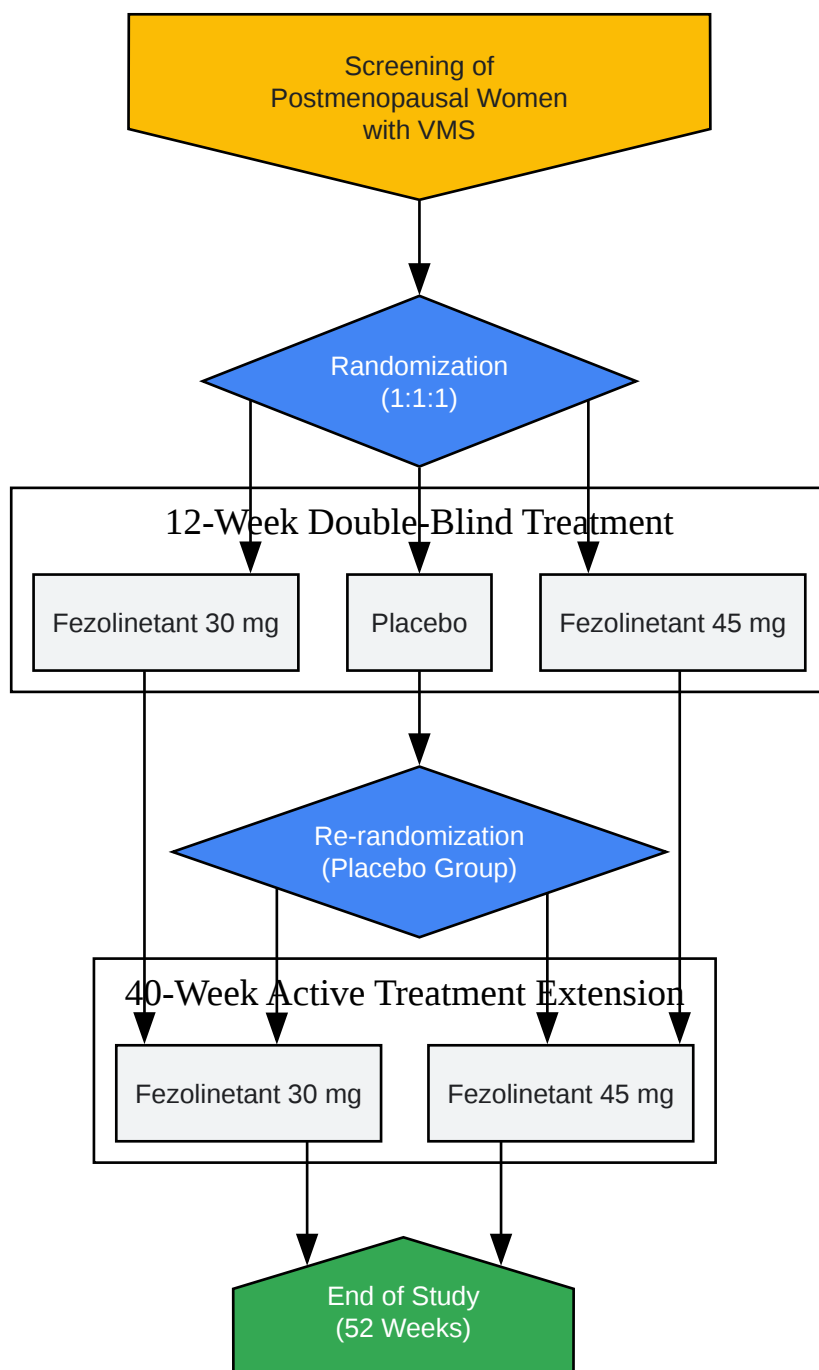 Screening of
Postmenopausal Women
with VMS
Randomization
(1:1:1)
12-Week Double-Blind Treatment
Fezolinetant 30 mg
Placebo
Fezolinetant 45 mg
Re-randomization
(Placebo Group)
40-Week Active Treatment Extension
Fezolinetant 30 mg
Fezolinetant 45 mg
End of Study
(52 Weeks)